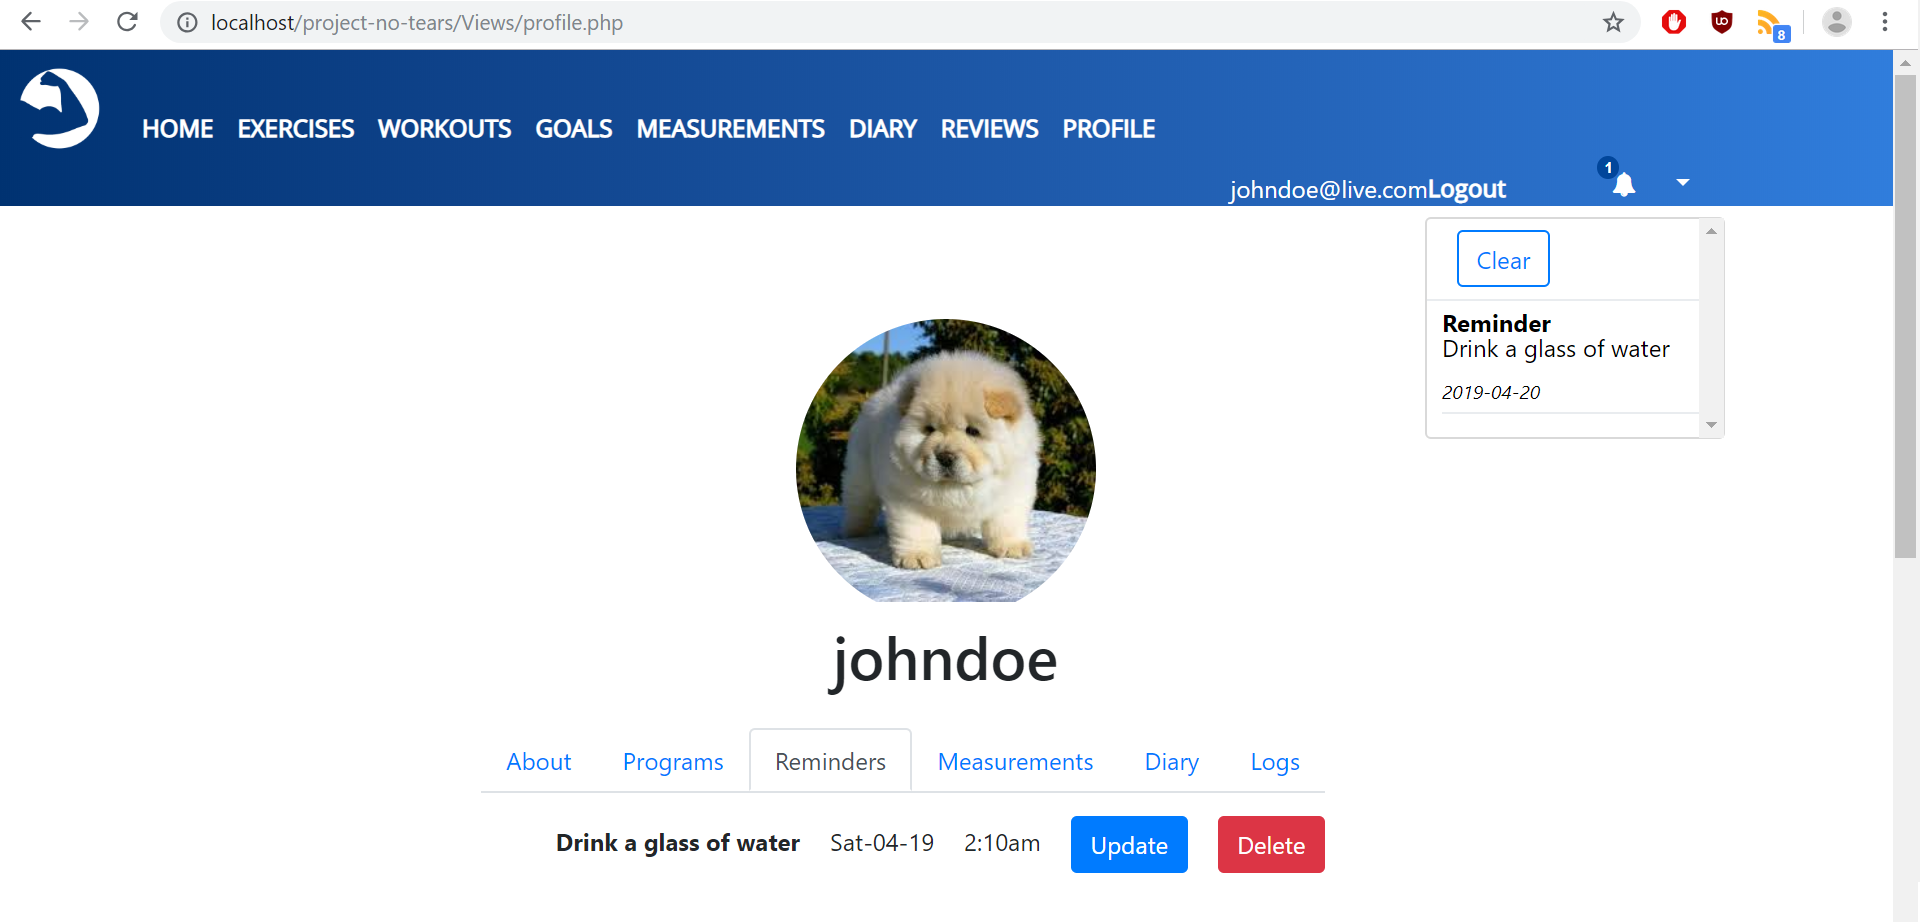 localhost/project-no-tears/Views/profile.php
8
HOME EXERCISES WORKOUTS GOALS MEASUREMENTS DIARY REVIEWS PROFILE
johndoe@live.comLogout
1
Clear
Reminder
Drink a glass of water
2019-04-20
johndoe
About Programs Reminders Measurements Diary Logs
Drink a glass of water Sat-04-19 2:10am Update Delete